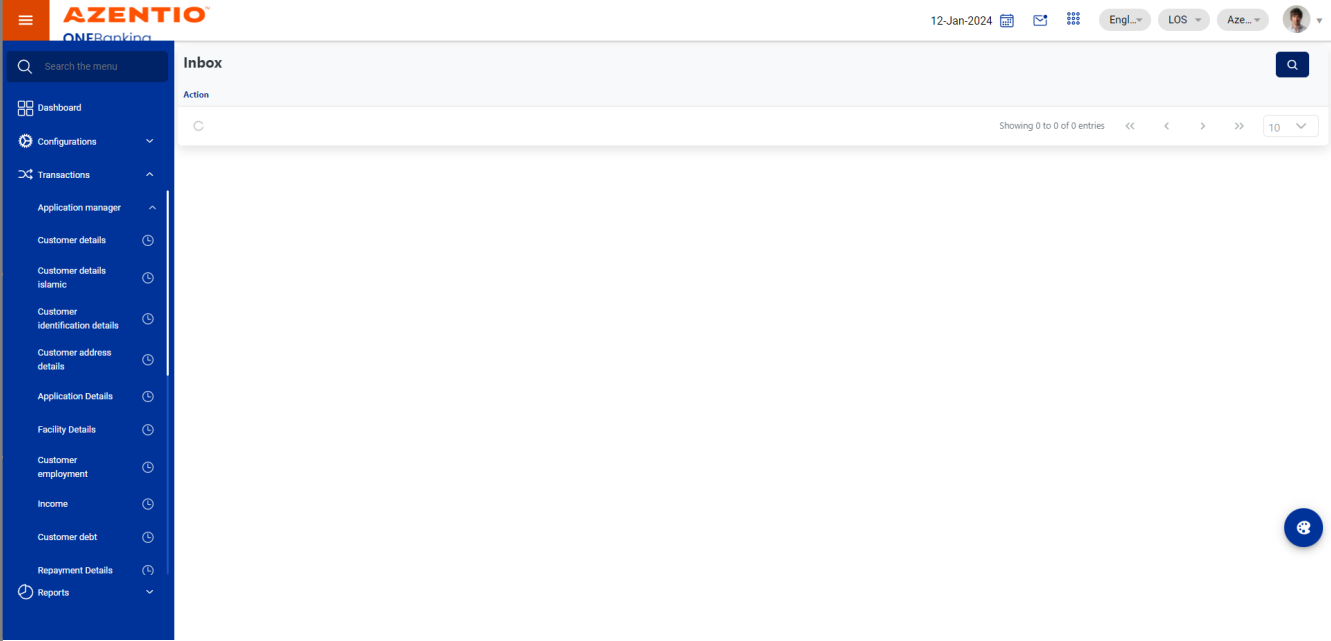 AZENTIO
ONEBanking
12-Jan-2024
Engl...
LOS
Aze...
Search the menu
Dashboard
Configurations
Transactions
Application manager
Customer details
Customer details
islamic
Customer
identification details
Customer address
details
Application Details
Facility Details
Customer
employment
Income
Customer debt
Repayment Details
Reports
Inbox
Action
Showing 0 to 0 of 0 entries
10